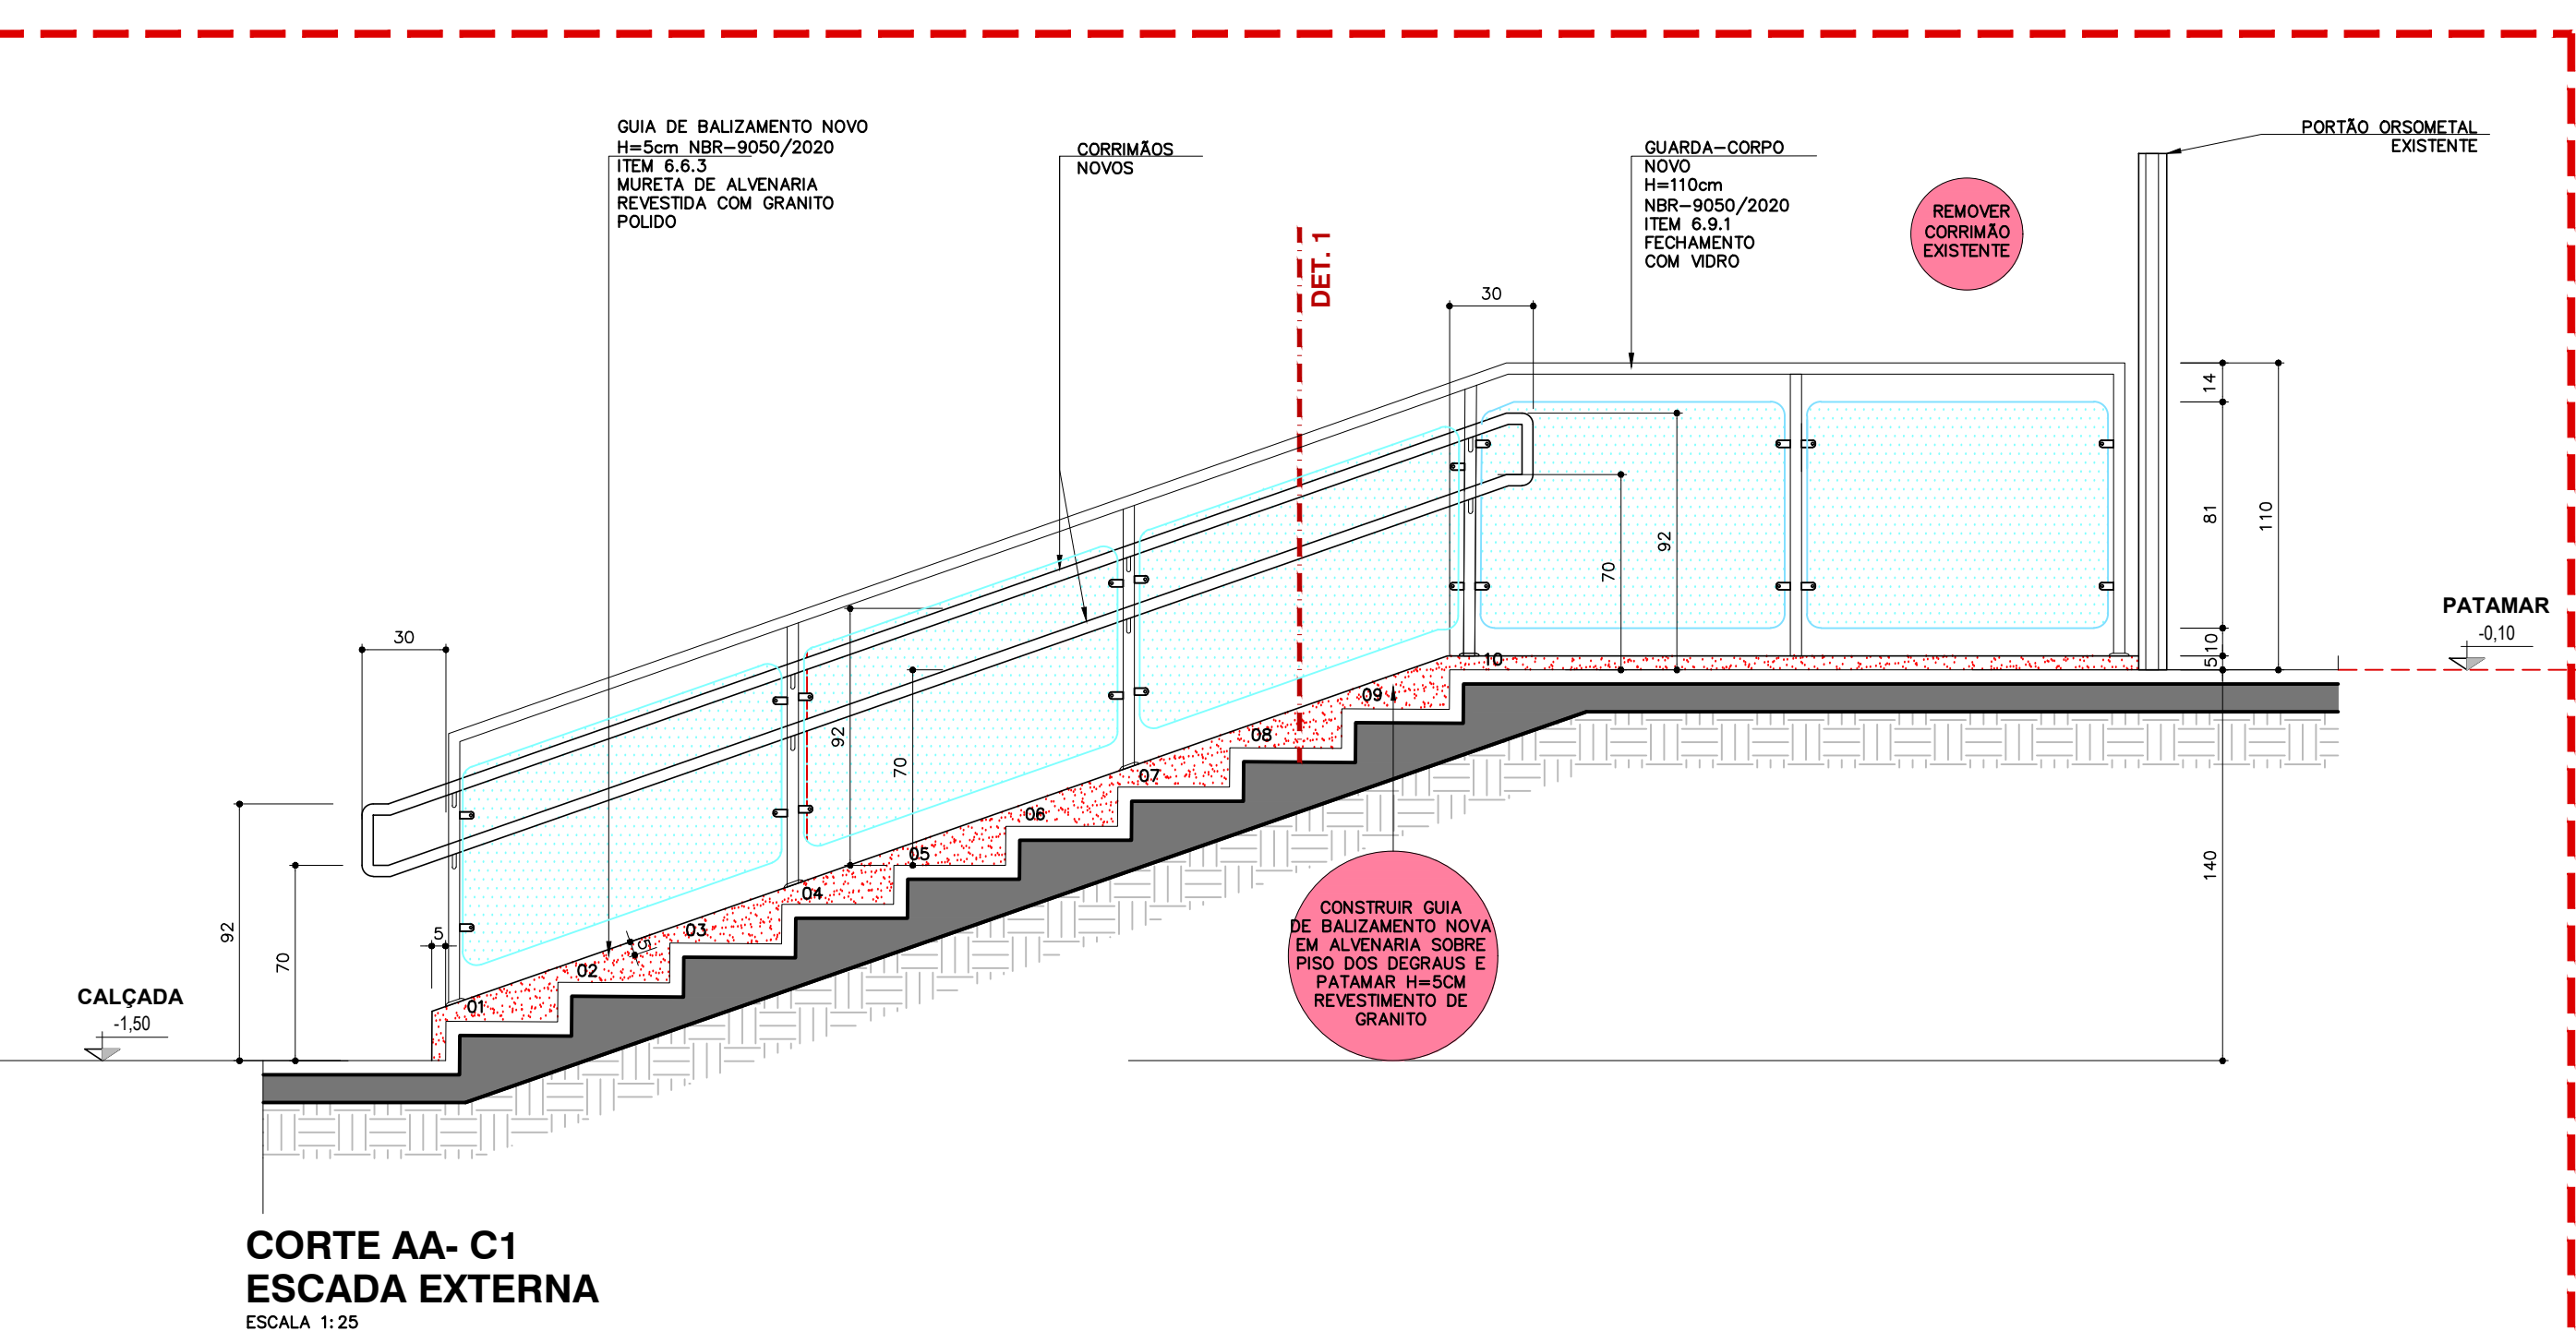 GUIA DE BALIZAMENTO NOVO
H=5cm NBR-9050/2020
ITEM 6.6.3
MURETA DE ALVENARIA
REVESTIDA COM GRANITO
POLIDO
CORRIMÃOS
NOVOS
GUARDA-CORPO
NOVO
H=110cm
NBR-9050/2020
ITEM 6.9.1
FECHAMENTO
COM VIDRO
REMOVER
CORRIMÃO
EXISTENTE
PORTÃO ORSOMETAL
EXISTENTE
DET. 1
30
14
81
110
10
5
92
70
PATAMAR
-0,10
30
92
70
92
70
5
5
140
10
09
08
07
06
05
04
03
02
01
CALÇADA
-1,50
CONSTRUIR GUIA
DE BALIZAMENTO NOVA
EM ALVENARIA SOBRE
PISO DOS DEGRAUS E
PATAMAR H=5CM
REVESTIMENTO DE
GRANITO
CORTE AA- C1
ESCADA EXTERNA
ESCALA 1:25